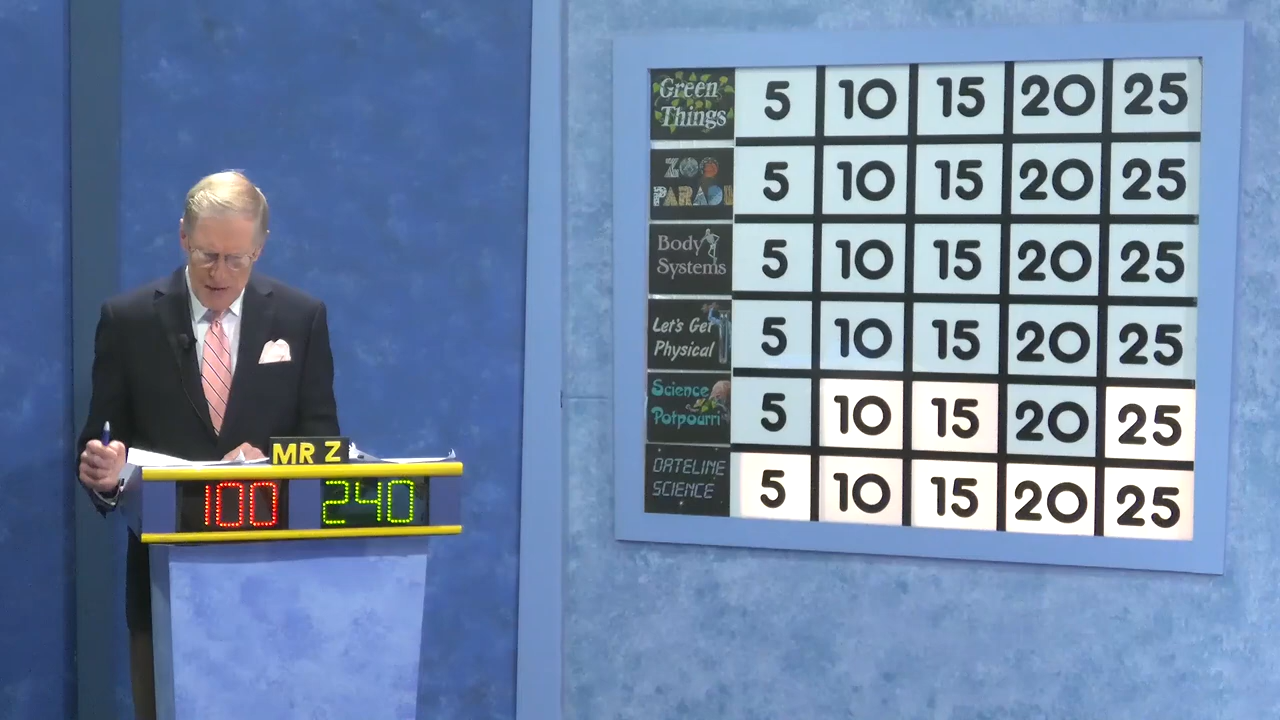 Green
Things
5 10 15 20 25
ZOO
PARADE
5 10 15 20 25
Body
Systems
5 10 15 20 25
Let's Get
Physical
5 10 15 20 25
Science
Potpourri
5 10 15 20 25
DATELINE
SCIENCE
5 10 15 20 25
MR Z
100 240